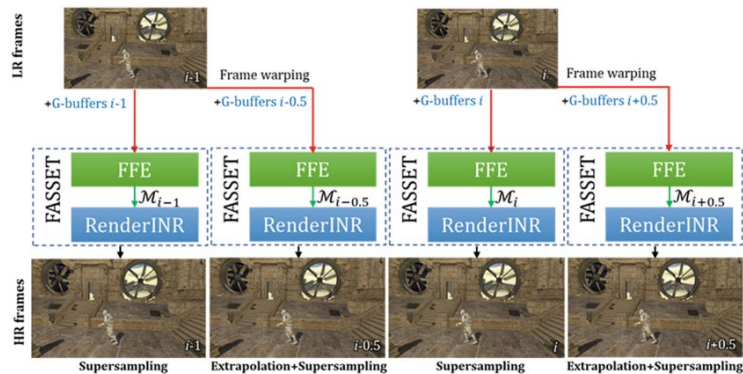 LR frames
i-1
i
Frame warping
Frame warping
+G-buffers i-1
+G-buffers i-0.5
+G-buffers i
+G-buffers i+0.5
FASSET
FFE
ℳi−1
RenderINR
FASSET
FFE
ℳi−0.5
RenderINR
FASSET
FFE
ℳi
RenderINR
FASSET
FFE
ℳi+0.5
RenderINR
HR frames
i-1
i-0.5
i
i+0.5
Supersampling
Extrapolation+Supersampling
Supersampling
Extrapolation+Supersampling